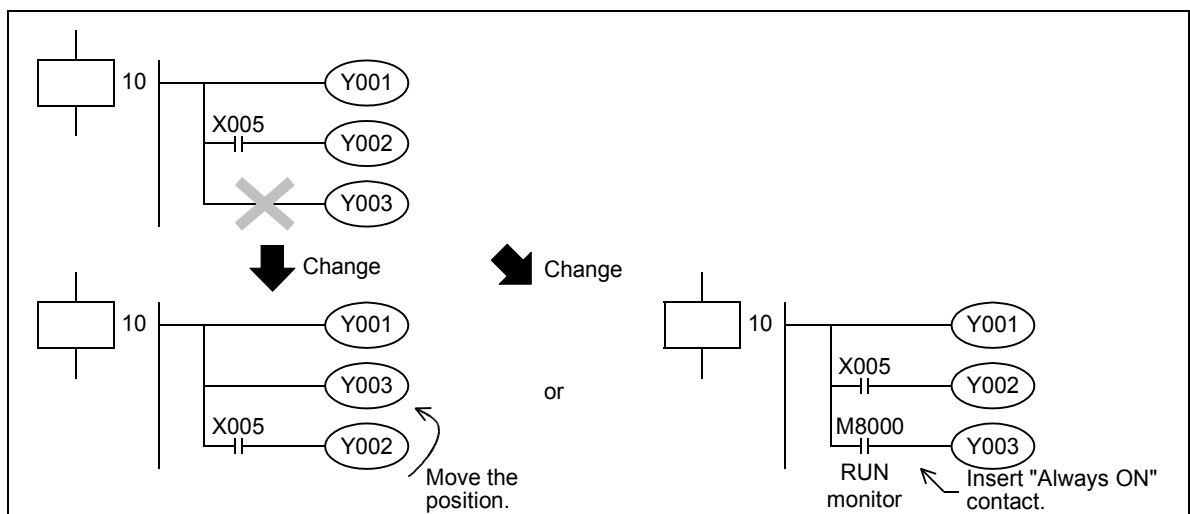 10
Y001
X005
Y002
Y003
Change
Change
10
Y001
Y003
X005
Y002
Move the
position.
or
10
Y001
X005
Y002
M8000
Y003
RUN
monitor
Insert "Always ON"
contact.